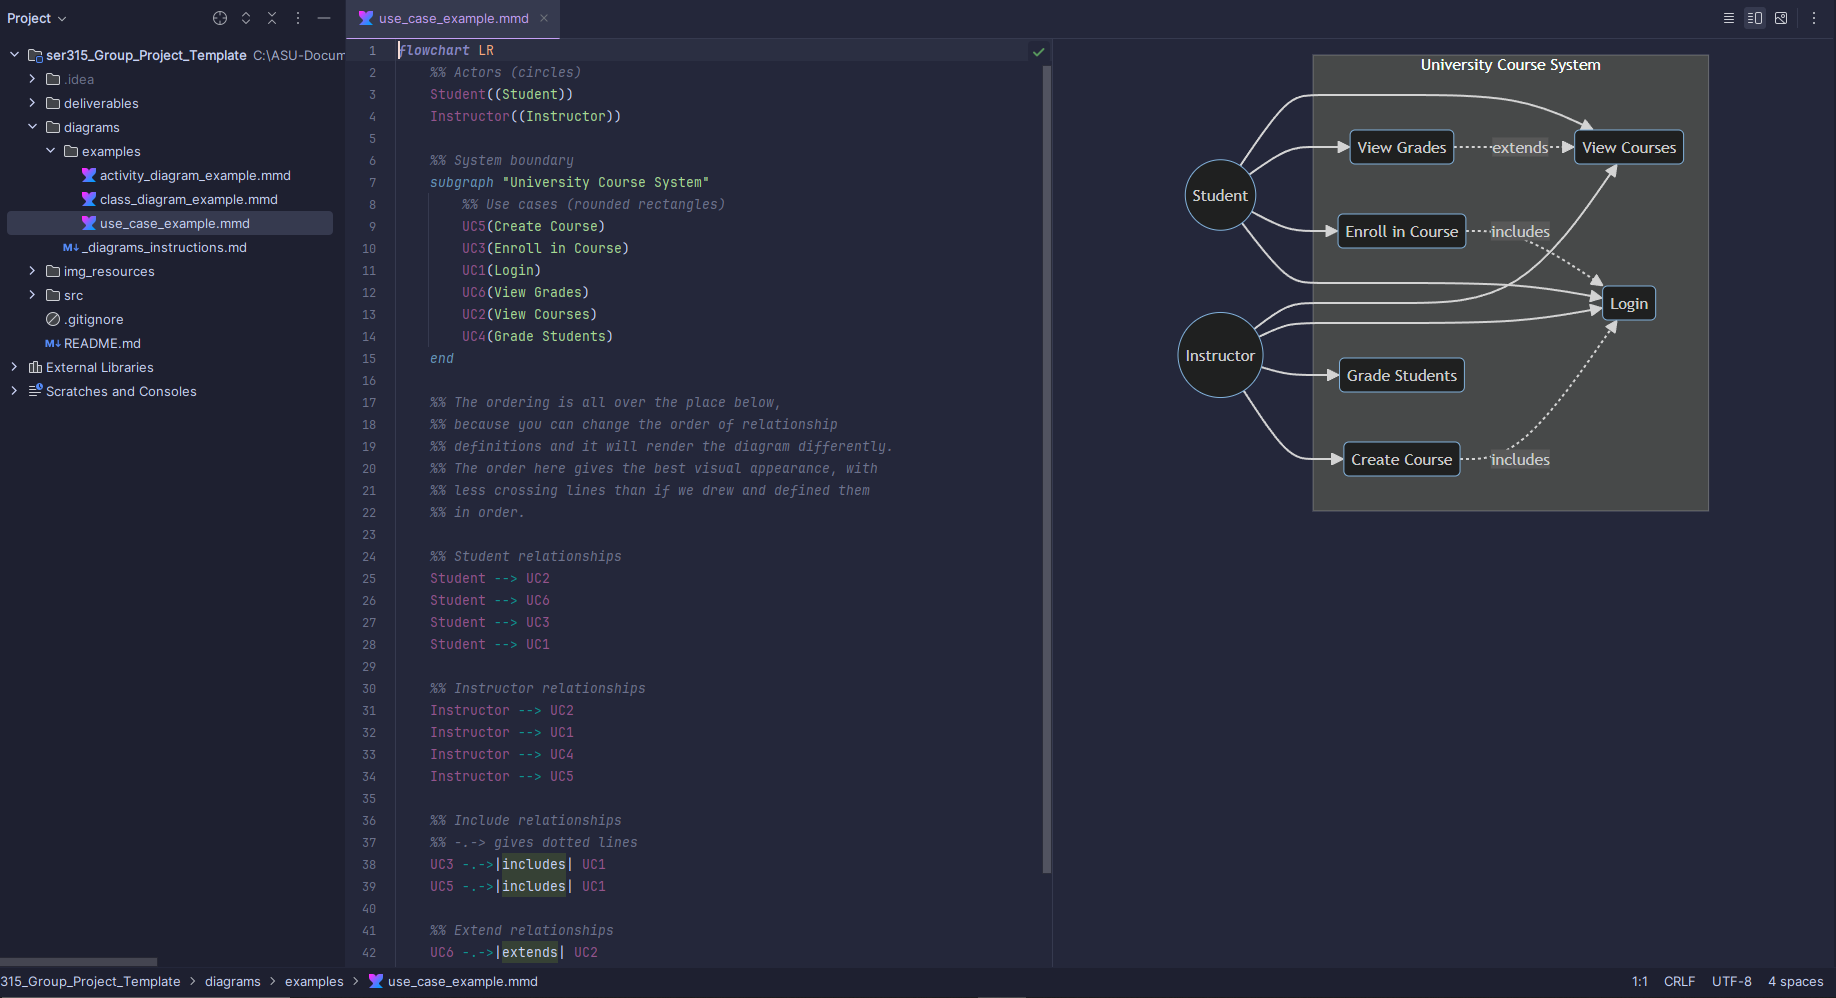 Project
ser315_Group_Project_Template C:\ASU-Docum
.idea
deliverables
diagrams
examples
activity_diagram_example.mmd
class_diagram_example.mmd
use_case_example.mmd
M↓ _diagrams_instructions.md
img_resources
src
.gitignore
M↓ README.md
External Libraries
Scratches and Consoles
use_case_example.mmd
1 flowchart LR
2 %% Actors (circles)
3 Student((Student))
4 Instructor((Instructor))
5
6 %% System boundary
7 subgraph "University Course System"
8 %% Use cases (rounded rectangles)
9 UC5(Create Course)
10 UC3(Enroll in Course)
11 UC1(Login)
12 UC6(View Grades)
13 UC2(View Courses)
14 UC4(Grade Students)
15 end
16
17 %% The ordering is all over the place below,
18 %% because you can change the order of relationship
19 %% definitions and it will render the diagram differently.
20 %% The order here gives the best visual appearance, with
21 %% less crossing lines than if we drew and defined them
22 %% in order.
23
24 %% Student relationships
25 Student --> UC2
26 Student --> UC6
27 Student --> UC3
28 Student --> UC1
29
30 %% Instructor relationships
31 Instructor --> UC2
32 Instructor --> UC1
33 Instructor --> UC4
34 Instructor --> UC5
35
36 %% Include relationships
37 %% -.-> gives dotted lines
38 UC3 -.->|includes| UC1
39 UC5 -.->|includes| UC1
40
41 %% Extend relationships
42 UC6 -.->|extends| UC2
University Course System
View Grades
extends
View Courses
Student
Enroll in Course
includes
Login
Instructor
Grade Students
Create Course
includes
315_Group_Project_Template > diagrams > examples > use_case_example.mmd
1:1 CRLF UTF-8 4 spaces